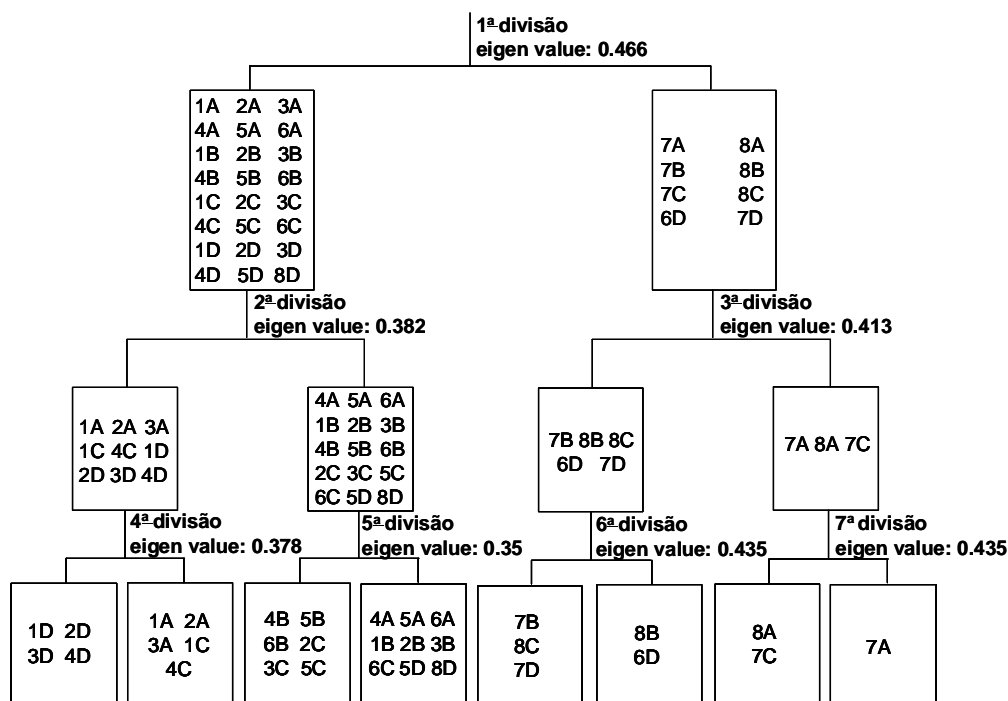 1ª divisão
eigen value: 0.466
1A 2A 3A
4A 5A 6A
1B 2B 3B
4B 5B 6B
1C 2C 3C
4C 5C 6C
1D 2D 3D
4D 5D 8D
7A 8A
7B 8B
7C 8C
6D 7D
2ª divisão
eigen value: 0.382
3ª divisão
eigen value: 0.413
1A 2A 3A
1C 4C 1D
2D 3D 4D
4A 5A 6A
1B 2B 3B
4B 5B 6B
2C 3C 5C
6C 5D 8D
7B 8B 8C
6D 7D
7A 8A 7C
4ª divisão
eigen value: 0.378
5ª divisão
eigen value: 0.35
6ª divisão
eigen value: 0.435
7ª divisão
eigen value: 0.435
1D 2D
3D 4D
1A 2A
3A 1C
4C
4B 5B
6B 2C
3C 5C
4A 5A 6A
1B 2B 3B
6C 5D 8D
7B
8C
7D
8B
6D
8A
7C
7A